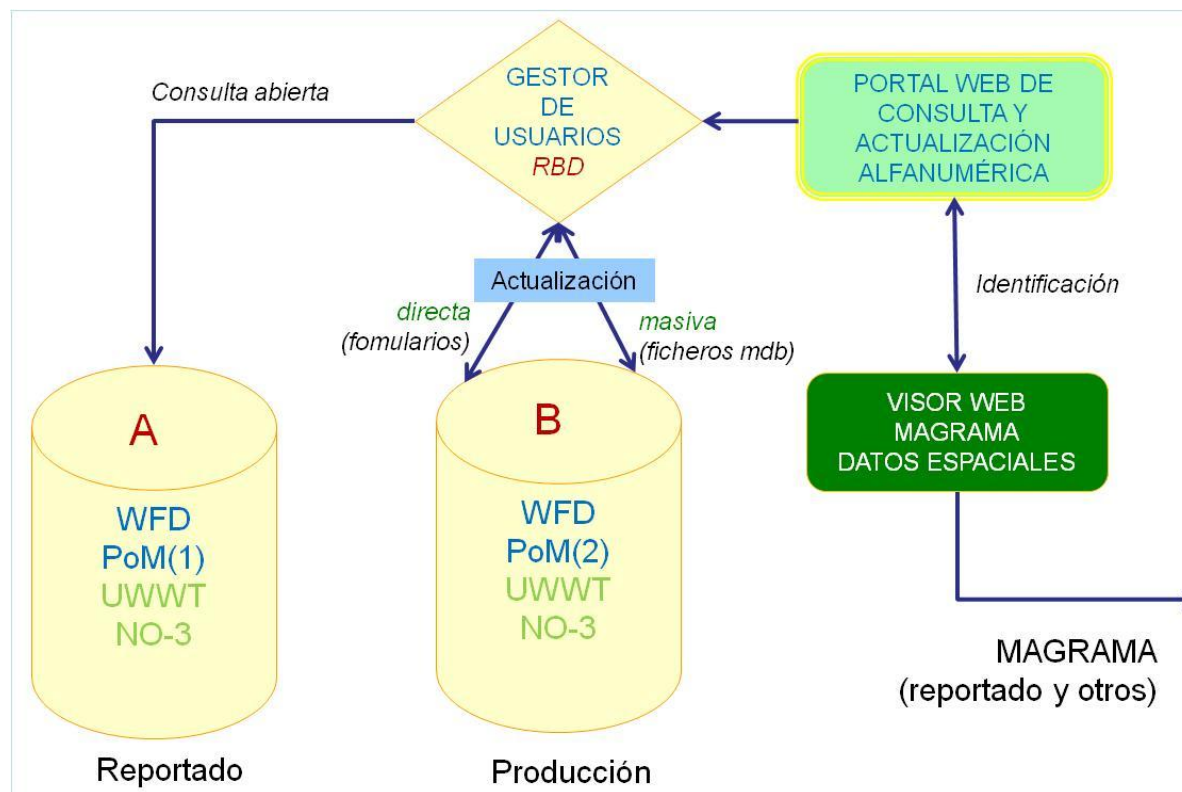 Consulta abierta
GESTOR
DE
USUARIOS
RBD
PORTAL WEB DE
CONSULTA Y
ACTUALIZACIÓN
ALFANUMÉRICA
Actualización
directa
(fomularios)
masiva
(ficheros mdb)
Identificación
A
WFD
PoM(1)
UWWT
NO-3
Reportado
B
WFD
PoM(2)
UWWT
NO-3
Producción
VISOR WEB
MAGRAMA
DATOS ESPACIALES
MAGRAMA
(reportado y otros)